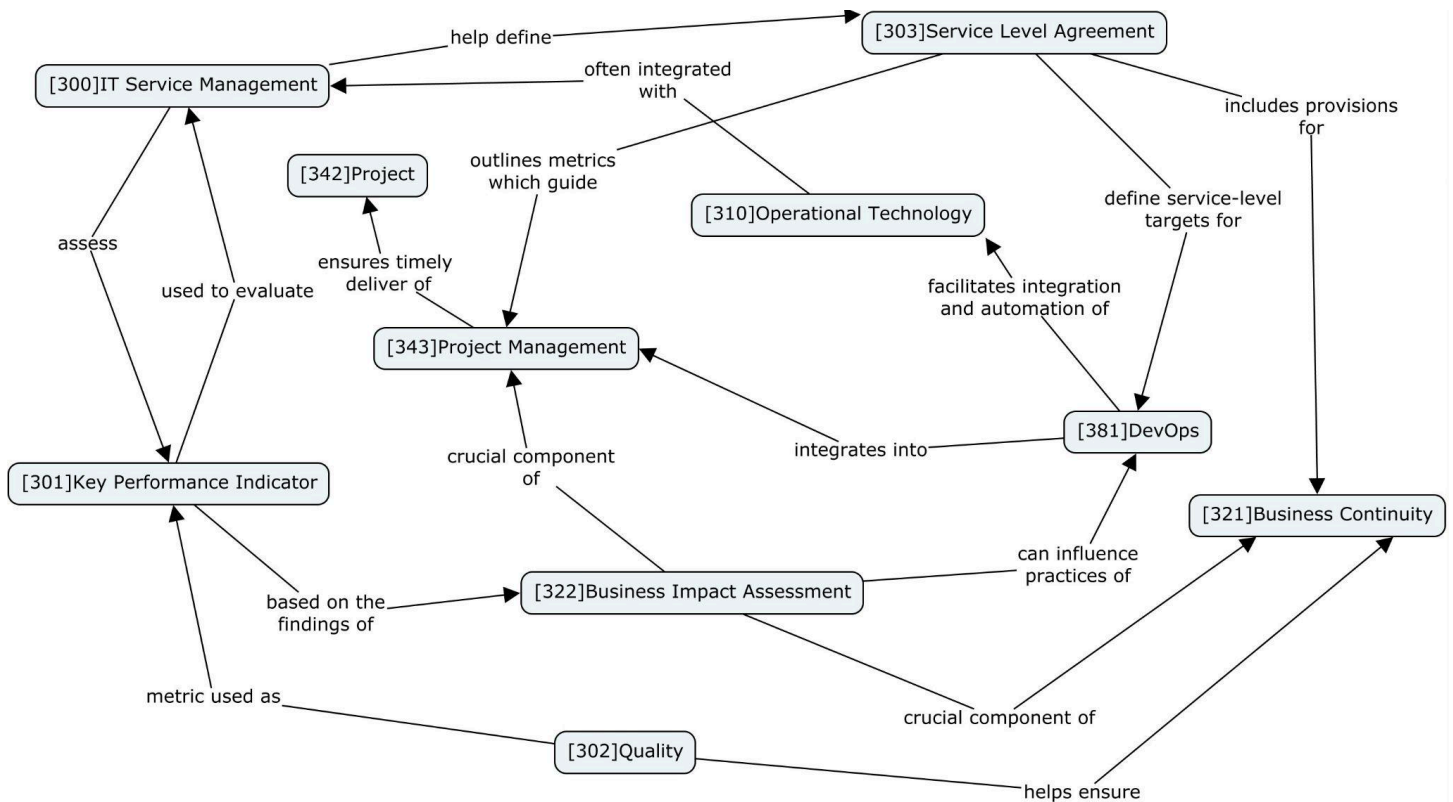 [303]Service Level Agreement
help define
[300]IT Service Management
often integrated
with
includes provisions
for
outlines metrics
which guide
[342]Project
[310]Operational Technology
define service-level
targets for
assess
ensures timely
deliver of
used to evaluate
facilitates integration
and automation of
[343]Project Management
[381]DevOps
integrates into
crucial component
of
[301]Key Performance Indicator
[321]Business Continuity
can influence
practices of
[322]Business Impact Assessment
based on the
findings of
metric used as
crucial component of
[302]Quality
helps ensure